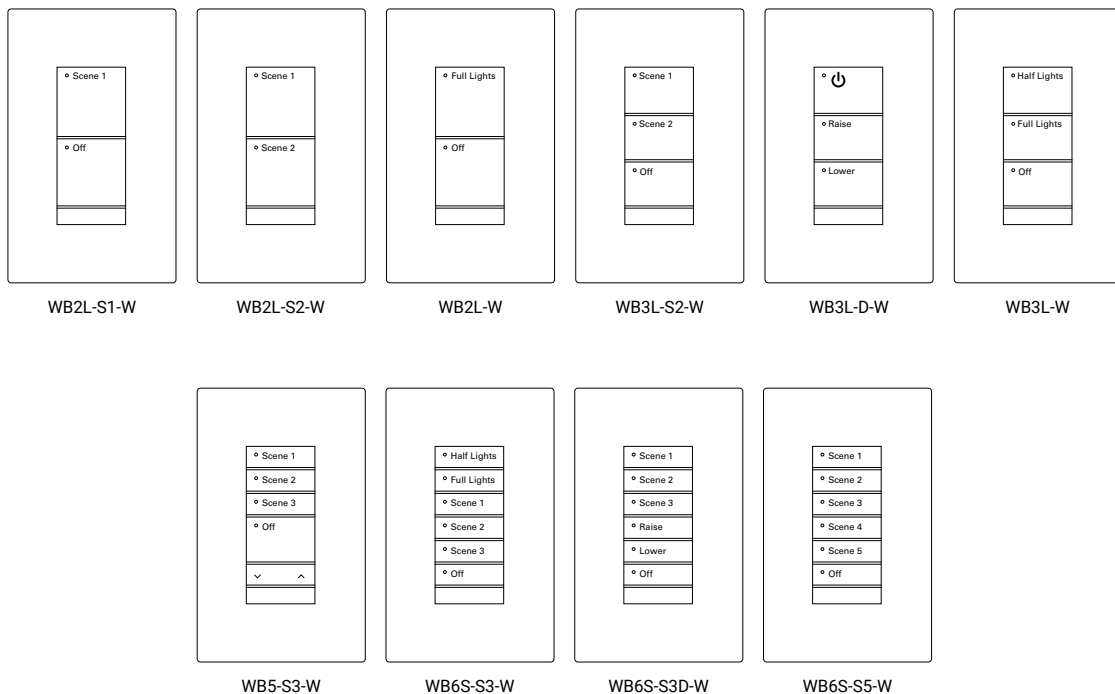 Scene 1
Off
WB2L-S1-W
Scene 1
Scene 2
WB2L-S2-W
Full Lights
Off
WB2L-W
Scene 1
Scene 2
Off
WB3L-S2-W
Raise
Lower
WB3L-D-W
Half Lights
Full Lights
Off
WB3L-W
Scene 1
Scene 2
Scene 3
Off
WB5-S3-W
Half Lights
Full Lights
Scene 1
Scene 2
Scene 3
Off
WB6S-S3-W
Scene 1
Scene 2
Scene 3
Raise
Lower
Off
WB6S-S3D-W
Scene 1
Scene 2
Scene 3
Scene 4
Scene 5
Off
WB6S-S5-W